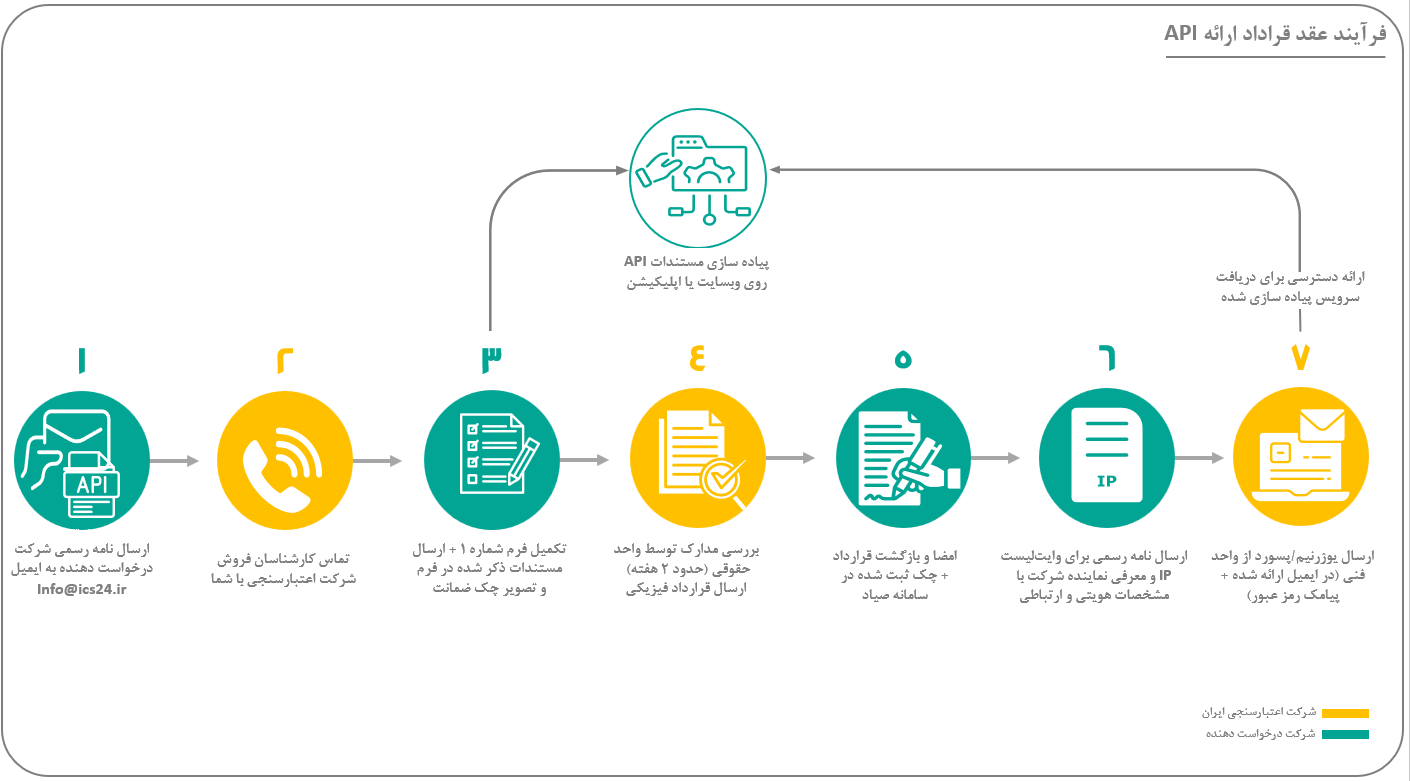 فرآیند عقد قراداد ارائه API
پیاده سازی مستندات API
روی وبسایت یا اپلیکیشن
ارائه دسترسی برای دریافت
سرویس پیاده سازی شده
۱
API
ارسال نامه رسمی شرکت
درخواست دهنده به ایمیل
Info@ics24.ir
۲
تماس کارشناسان فروش
شرکت اعتبارسنجی با شما
۳
تکمیل فرم شماره ۱ + ارسال
مستندات ذکر شده در فرم
و تصویر چک ضمانت
٤
بررسی مدارک توسط واحد
حقوقی (حدود ۲ هفته)
ارسال قرارداد فیزیکی
۵
امضا و بازگشت قرارداد
+ چک ثبت شده در
سامانه صیاد
٦
IP
ارسال نامه رسمی برای وایت‌لیست
IP و معرفی نماینده شرکت با
مشخصات هویتی و ارتباطی
۷
ارسال یوزرنیم/پسورد از واحد
فنی (در ایمیل ارائه شده +
پیامک رمز عبور)
شرکت اعتبارسنجی ایران
شرکت درخواست دهنده